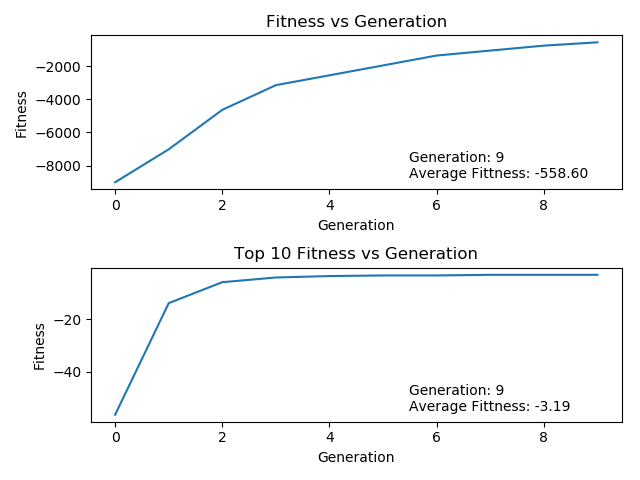 Fitness vs Generation
Fitness
−2000
−4000
−6000
−8000
Generation: 9
Average Fittness: -558.60
0 2 4 6 8
Generation
Top 10 Fitness vs Generation
Fitness
−20
−40
Generation: 9
Average Fittness: -3.19
0 2 4 6 8
Generation